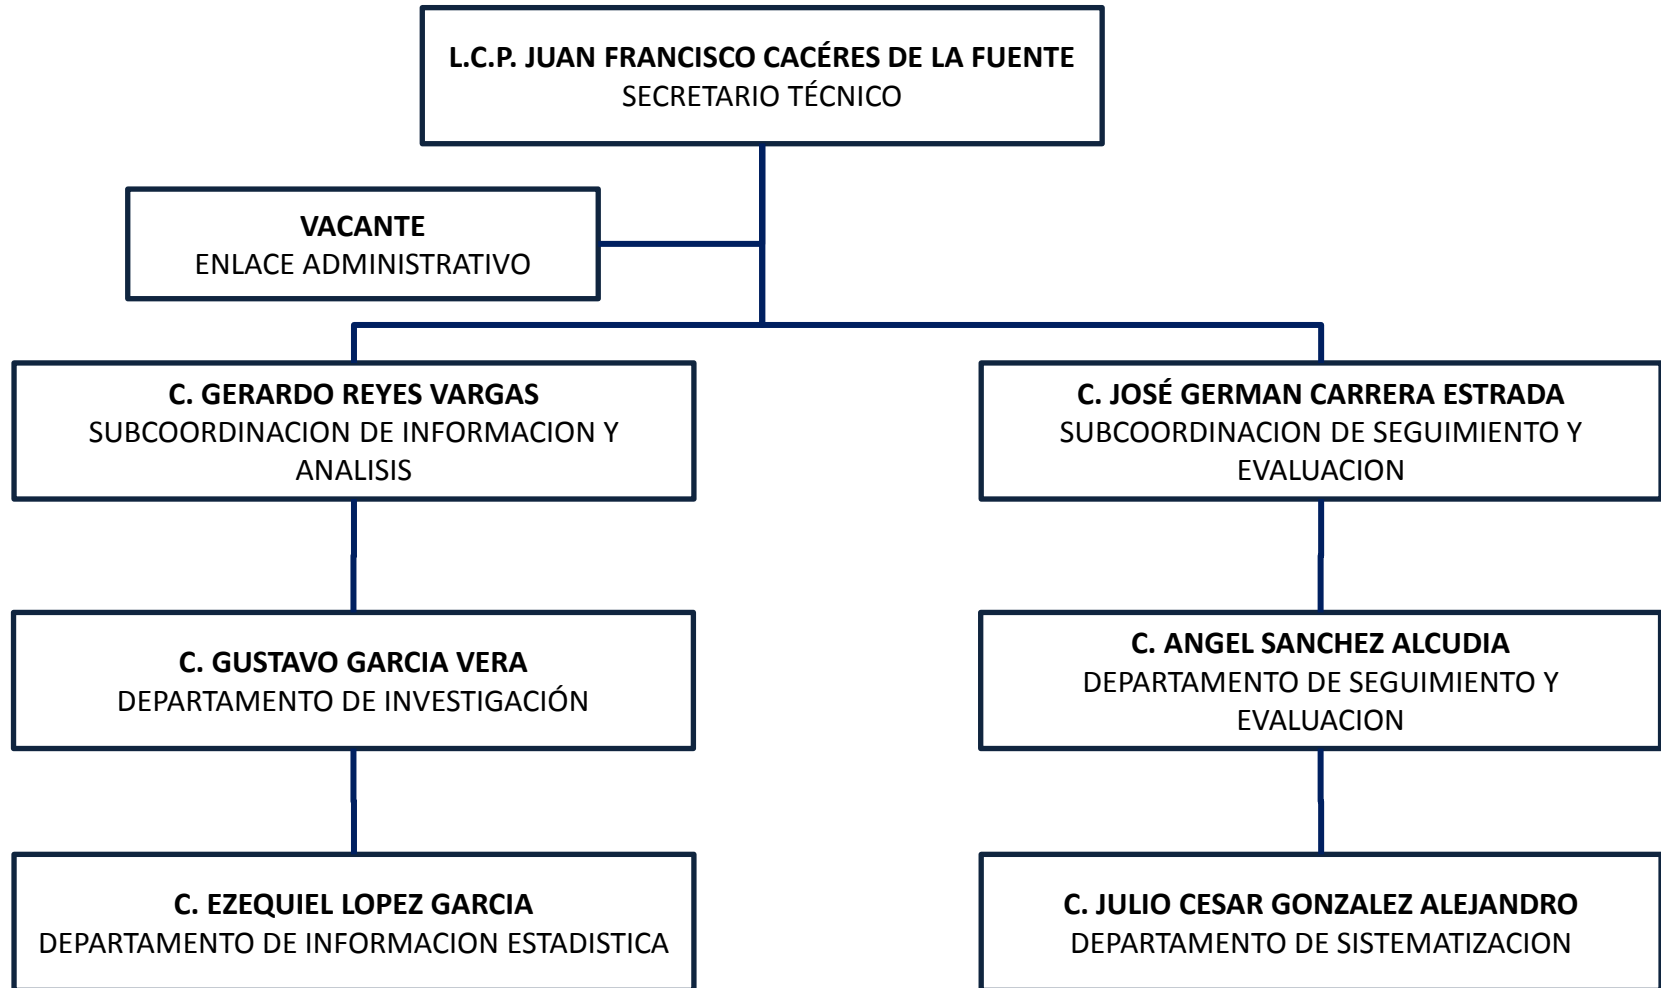 L.C.P. JUAN FRANCISCO CACÉRES DE LA FUENTE
SECRETARIO TÉCNICO
VACANTE
ENLACE ADMINISTRATIVO
C. GERARDO REYES VARGAS
SUBCOORDINACION DE INFORMACION Y
ANALISIS
C. JOSÉ GERMAN CARRERA ESTRADA
SUBCOORDINACION DE SEGUIMIENTO Y
EVALUACION
C. GUSTAVO GARCIA VERA
DEPARTAMENTO DE INVESTIGACIÓN
C. ANGEL SANCHEZ ALCUDIA
DEPARTAMENTO DE SEGUIMIENTO Y
EVALUACION
C. EZEQUIEL LOPEZ GARCIA
DEPARTAMENTO DE INFORMACION ESTADISTICA
C. JULIO CESAR GONZALEZ ALEJANDRO
DEPARTAMENTO DE SISTEMATIZACION